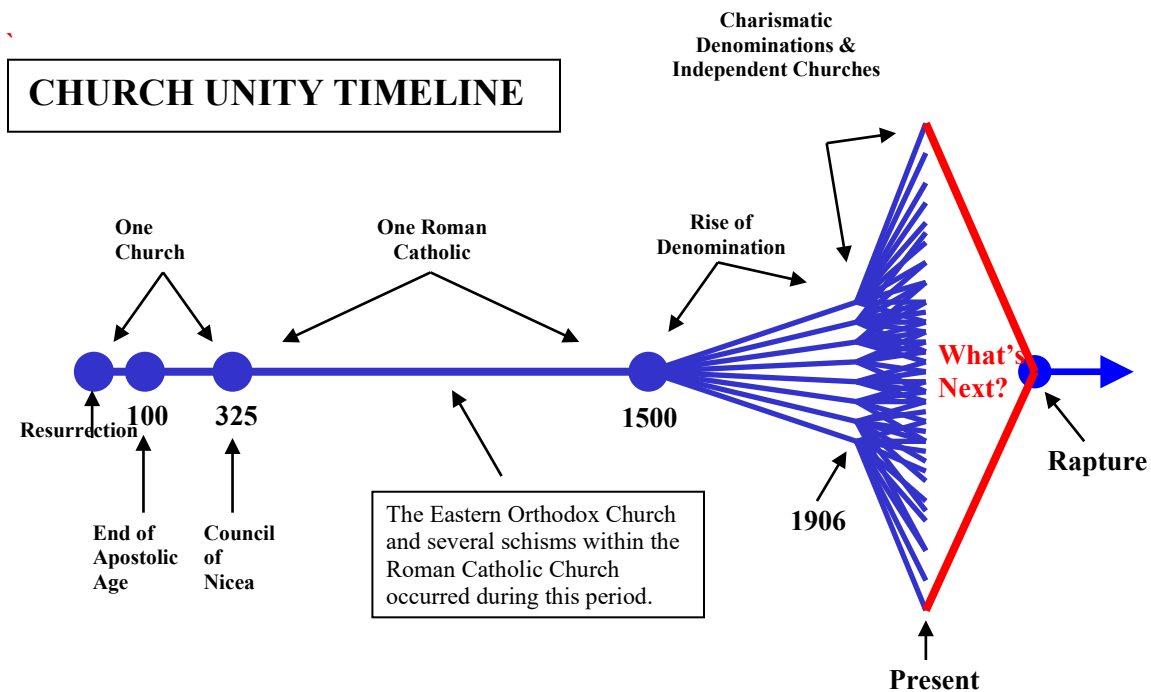 Charismatic
Denominations &
Independent Churches
`
CHURCH UNITY TIMELINE
One
Church
One Roman
Catholic
Rise of
Denomination
What's
Next?
Resurrection
100
325
1500
Rapture
1906
End of
Apostolic
Age
Council
of
Nicea
The Eastern Orthodox Church
and several schisms within the
Roman Catholic Church
occurred during this period.
Present